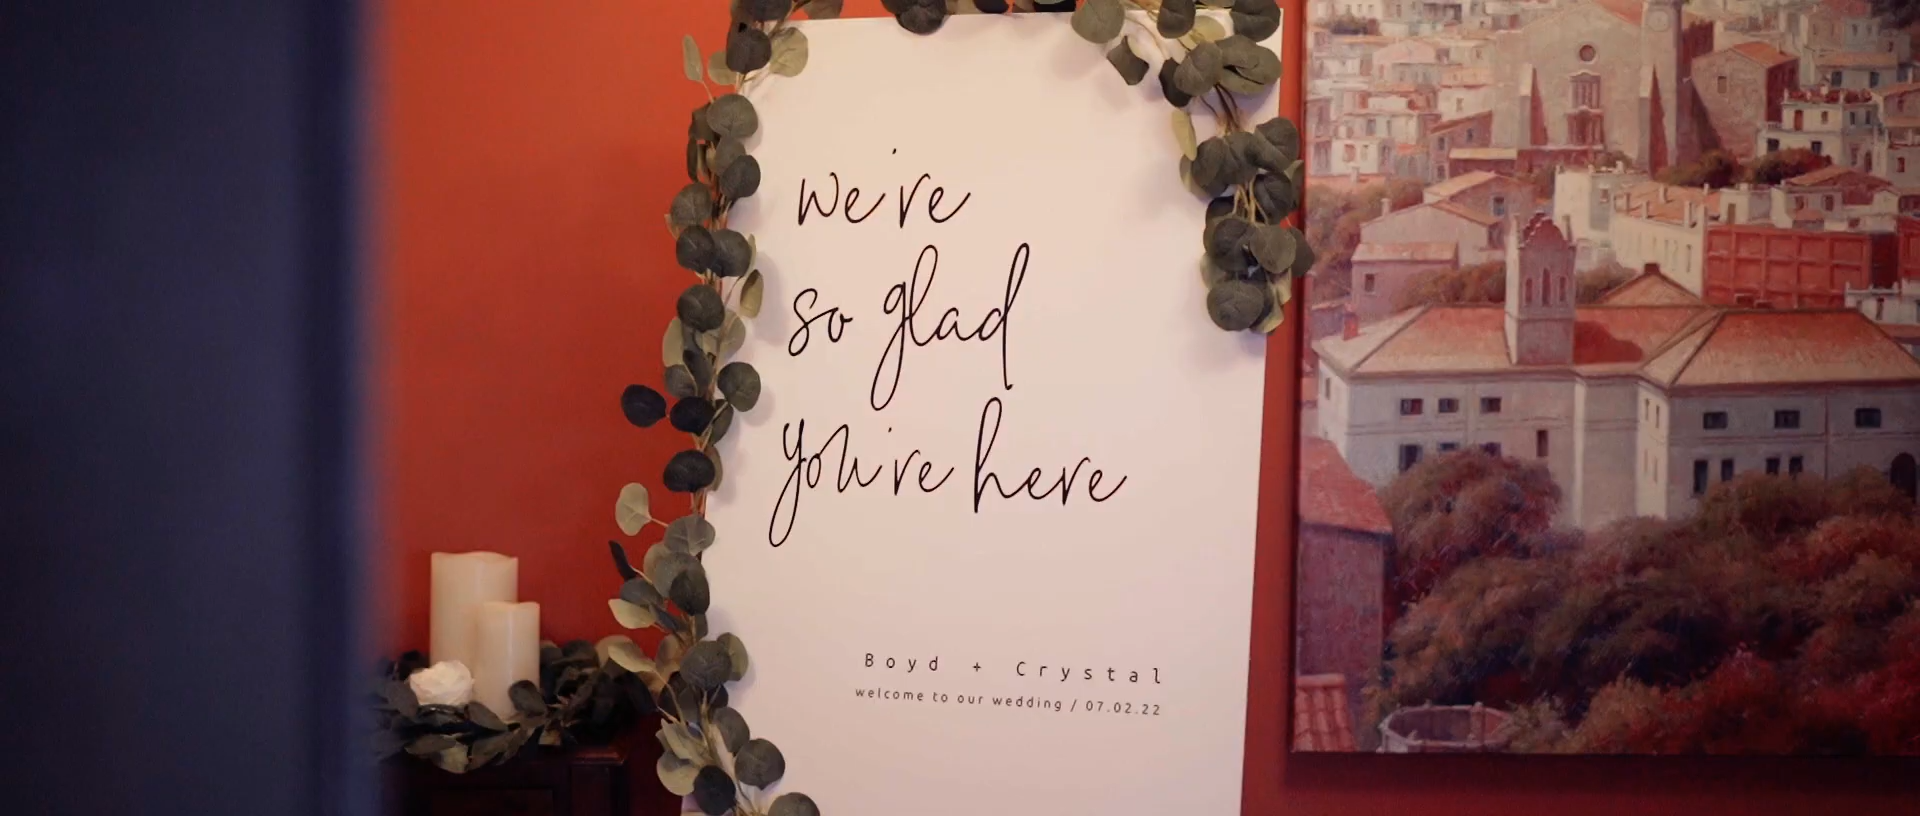 we're
so glad
you're here
Boyd + Crystal
welcome to our wedding / 07.02.22